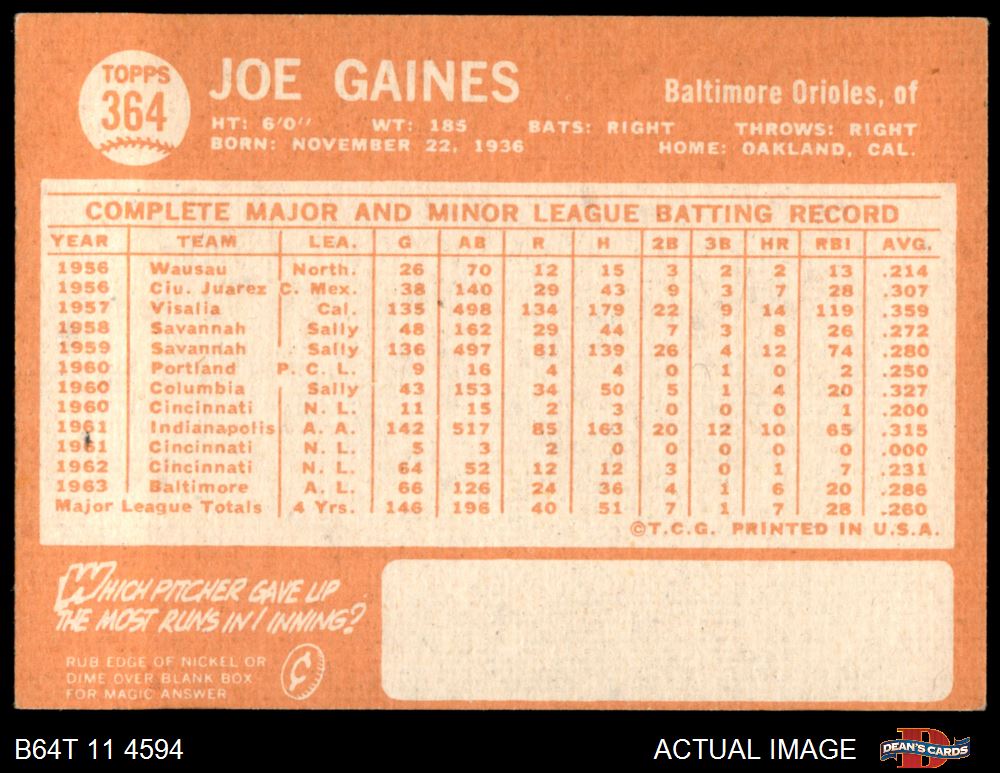 TOPPS
364
JOE GAINES
Baltimore Orioles, of
HT: 6'0" WT: 185 BATS: RIGHT THROWS: RIGHT
BORN: NOVEMBER 22, 1936 HOME: OAKLAND, CAL.
COMPLETE MAJOR AND MINOR LEAGUE BATTING RECORD
YEAR TEAM LEA. G AB R H 2B 3B HR RBI AVG.
1956 Wausau North. 26 70 12 15 3 2 2 13 .214
1956 Ciu. Juarez C. Mex. 38 140 29 43 9 3 7 28 .307
1957 Visalia Cal. 135 498 134 179 22 9 14 119 .359
1958 Savannah Sally 48 162 29 44 7 3 8 26 .272
1959 Savannah Sally 136 497 81 139 26 4 12 74 .280
1960 Portland P. C. L. 9 16 4 4 0 1 0 2 .250
1960 Columbia Sally 43 153 34 50 5 1 4 20 .327
1960 Cincinnati N. L. 11 15 2 3 0 0 0 1 .200
1961 Indianapolis A. A. 142 517 85 163 20 12 10 65 .315
1961 Cincinnati N. L. 5 3 2 0 0 0 0 0 .000
1962 Cincinnati N. L. 64 52 12 12 3 0 1 7 .231
1963 Baltimore A. L. 66 126 24 36 4 1 6 20 .286
Major League Totals 4 Yrs. 146 196 40 51 7 1 7 28 .260
©T.C.G. PRINTED IN U.S.A.
WHICH PITCHER GAVE UP
THE MOST RUNS IN 1 INNING?
RUB EDGE OF NICKEL OR
DIME OVER BLANK BOX
FOR MAGIC ANSWER
¢
B64T 11 4594
ACTUAL IMAGE
DEAN'S CARDS